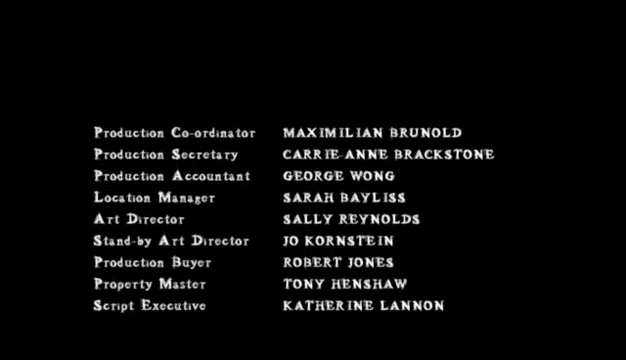 Production Co-ordinator MAXIMILIAN BRUNOLD
Production Secretary CARRIE-ANNE BRACKSTONE
Production Accountant GEORGE WONG
Location Manager SARAH BAYLISS
Art Director SALLY REYNOLDS
Stand-by Art Director JO KORNSTEIN
Production Buyer ROBERT JONES
Property Master TONY HENSHAW
Script Executive KATHERINE LANNON